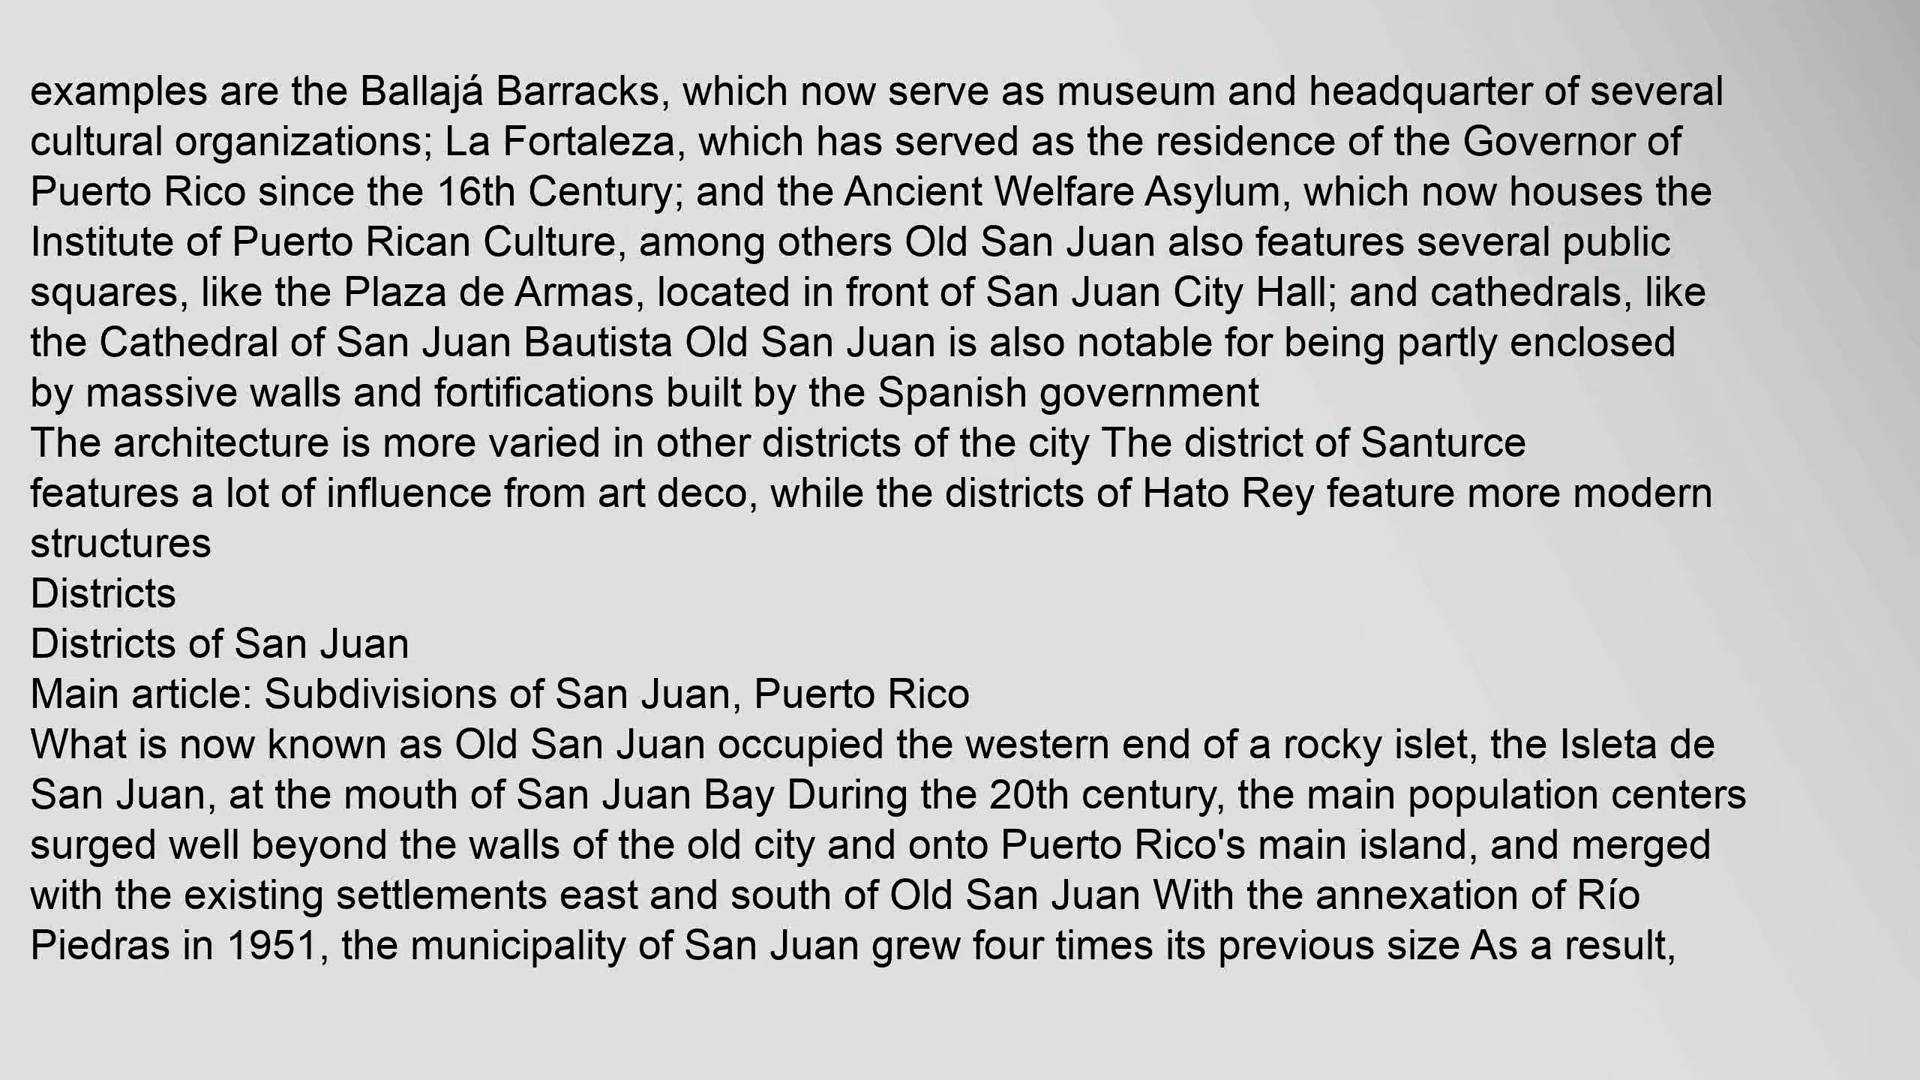 examples are the Ballajá Barracks, which now serve as museum and headquarter of several
cultural organizations; La Fortaleza, which has served as the residence of the Governor of
Puerto Rico since the 16th Century; and the Ancient Welfare Asylum, which now houses the
Institute of Puerto Rican Culture, among others Old San Juan also features several public
squares, like the Plaza de Armas, located in front of San Juan City Hall; and cathedrals, like
the Cathedral of San Juan Bautista Old San Juan is also notable for being partly enclosed
by massive walls and fortifications built by the Spanish government
The architecture is more varied in other districts of the city The district of Santurce
features a lot of influence from art deco, while the districts of Hato Rey feature more modern
structures
Districts
Districts of San Juan
Main article: Subdivisions of San Juan, Puerto Rico
What is now known as Old San Juan occupied the western end of a rocky islet, the Isleta de
San Juan, at the mouth of San Juan Bay During the 20th century, the main population centers
surged well beyond the walls of the old city and onto Puerto Rico's main island, and merged
with the existing settlements east and south of Old San Juan With the annexation of Río
Piedras in 1951, the municipality of San Juan grew four times its previous size As a result,